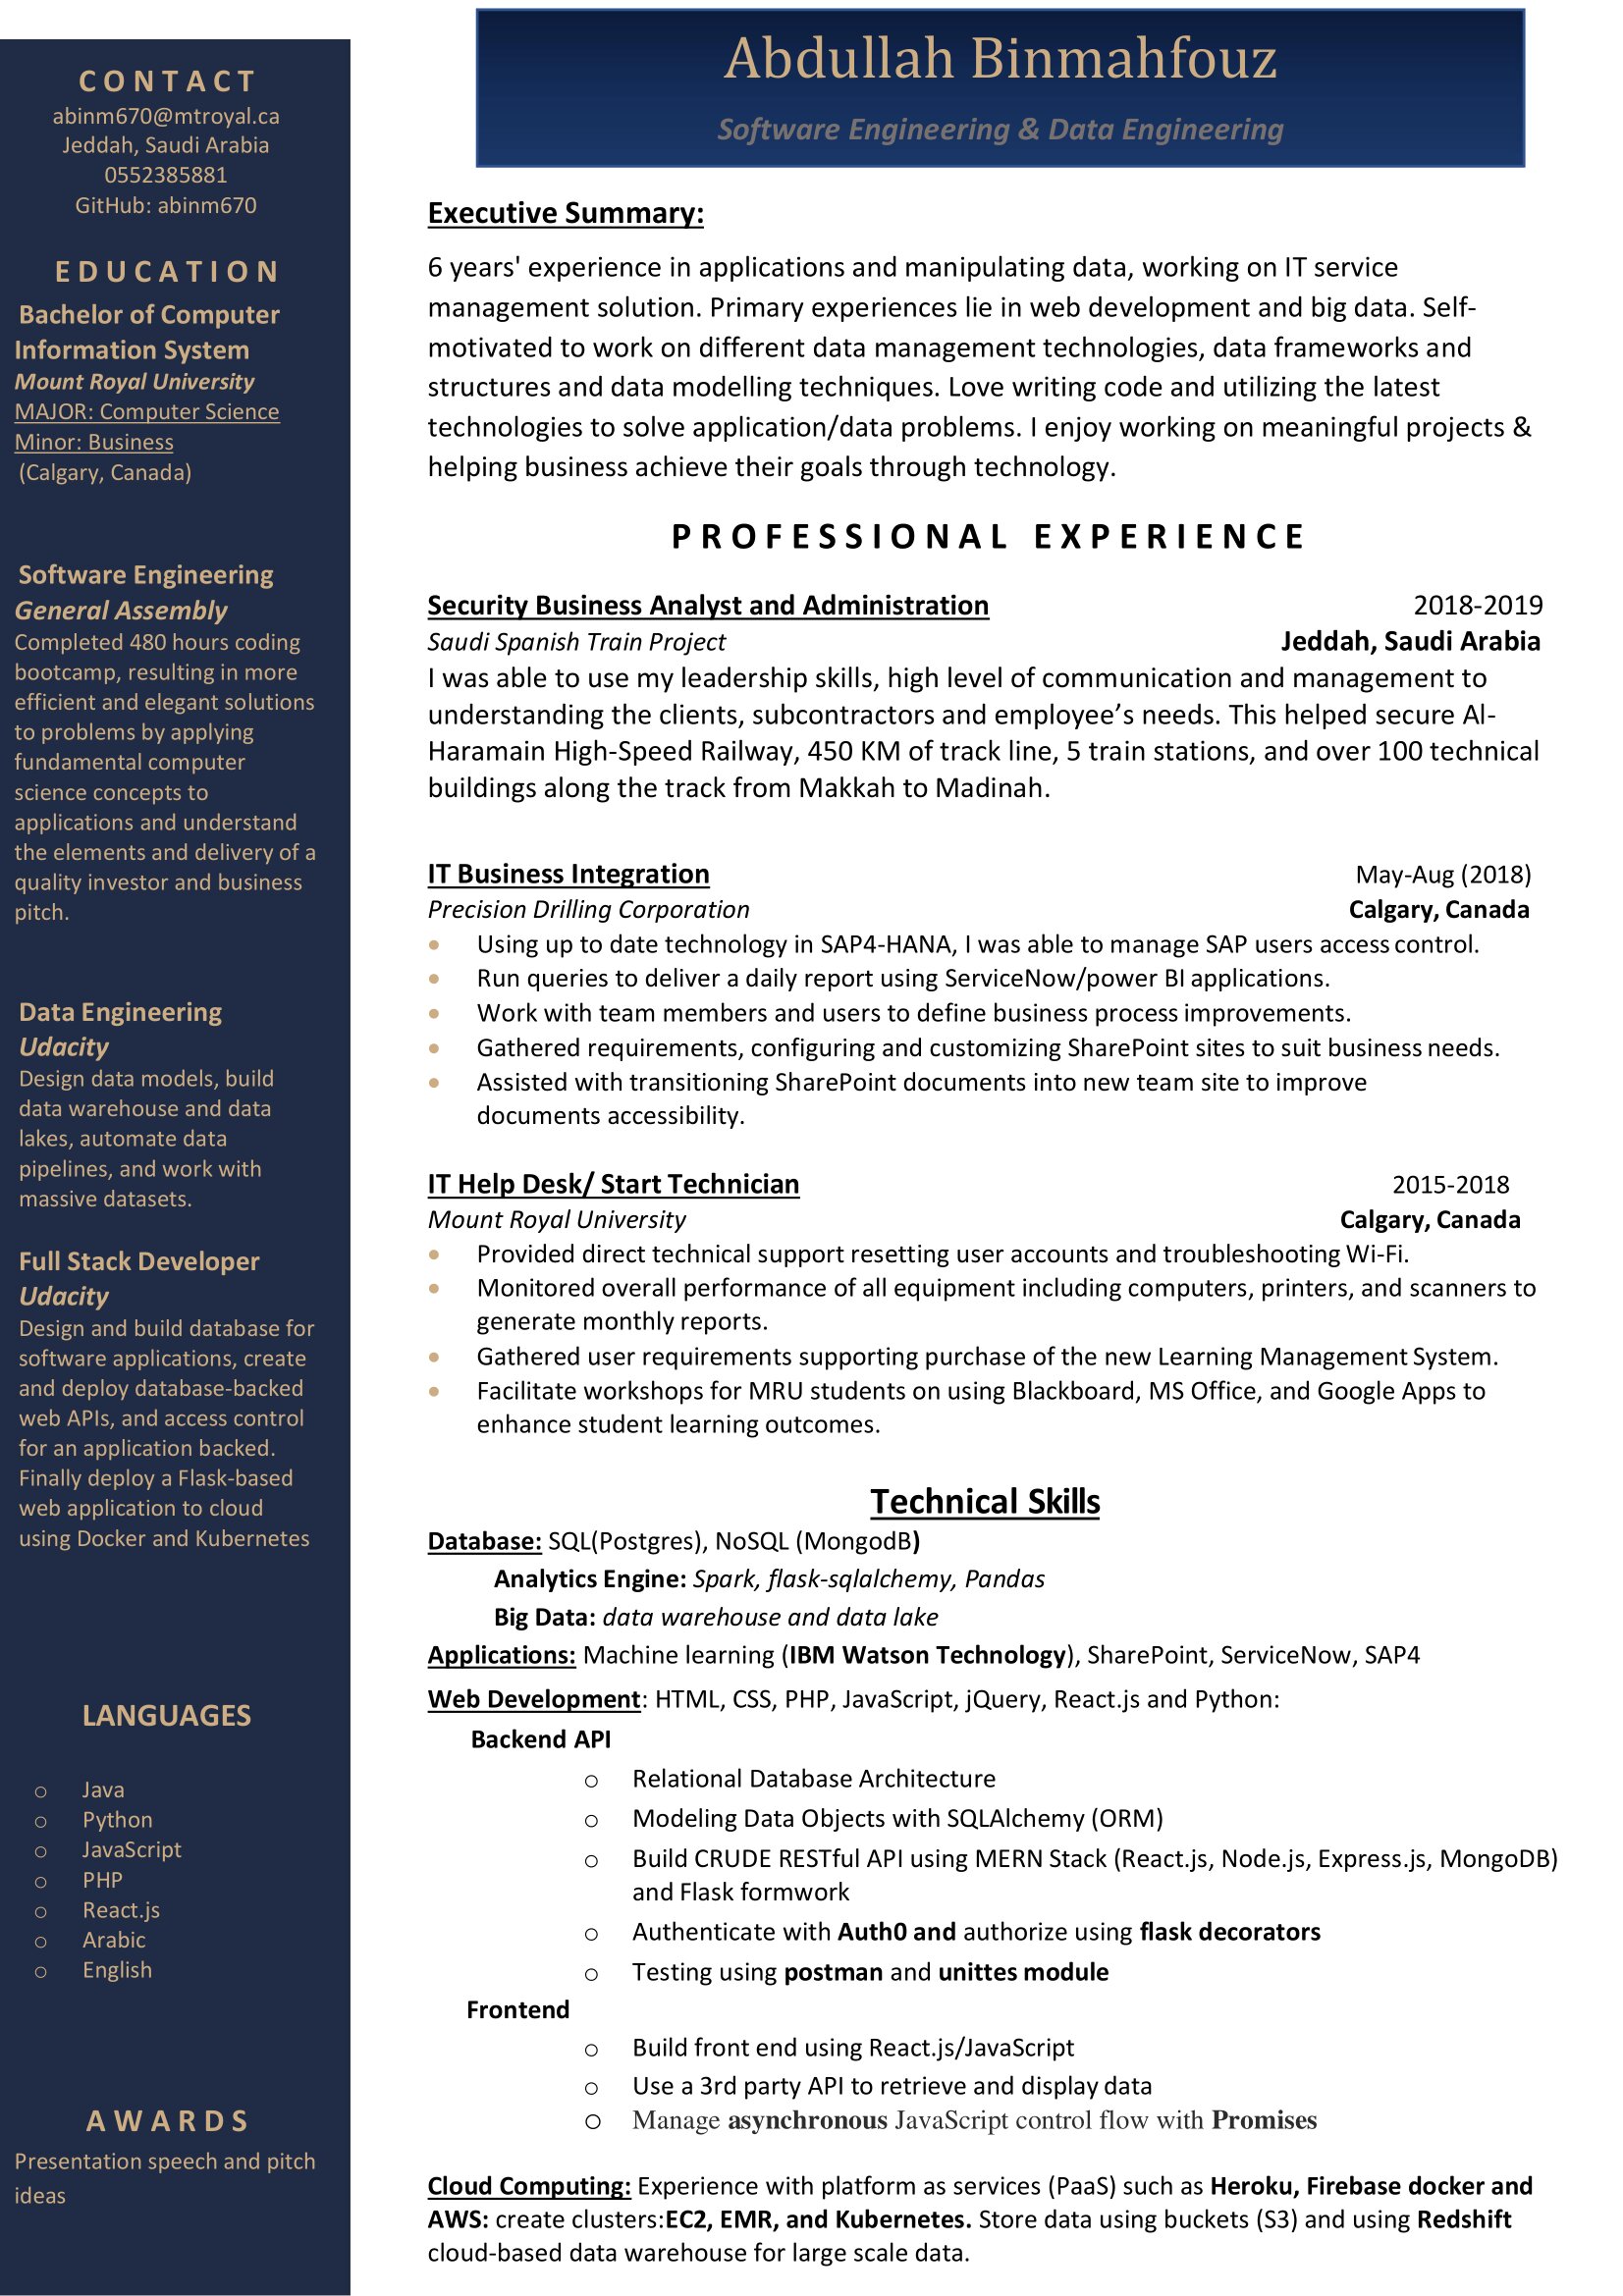 CONTACT
abinm670@mtroyal.ca
Jeddah, Saudi Arabia
0552385881
GitHub: abinm670
EDUCATION
Bachelor of Computer
Information System
Mount Royal University
MAJOR: Computer Science
Minor: Business
(Calgary, Canada)
Software Engineering
General Assembly
Completed 480 hours coding
bootcamp, resulting in more
efficient and elegant solutions
to problems by applying
fundamental computer
science concepts to
applications and understand
the elements and delivery of a
quality investor and business
pitch.
Data Engineering
Udacity
Design data models, build
data warehouse and data
lakes, automate data
pipelines, and work with
massive datasets.
Full Stack Developer
Udacity
Design and build database for
software applications, create
and deploy database-backed
web APIs, and access control
for an application backed.
Finally deploy a Flask-based
web application to cloud
using Docker and Kubernetes
LANGUAGES
o Java
o Python
o JavaScript
o PHP
o React.js
o Arabic
o English
AWARDS
Presentation speech and pitch
ideas
Abdullah Binmahfouz
Software Engineering & Data Engineering
Executive Summary:
6 years' experience in applications and manipulating data, working on IT service
management solution. Primary experiences lie in web development and big data. Self-
motivated to work on different data management technologies, data frameworks and
structures and data modelling techniques. Love writing code and utilizing the latest
technologies to solve application/data problems. I enjoy working on meaningful projects &
helping business achieve their goals through technology.
PROFESSIONAL EXPERIENCE
Security Business Analyst and Administration 2018-2019
Saudi Spanish Train Project Jeddah, Saudi Arabia
I was able to use my leadership skills, high level of communication and management to
understanding the clients, subcontractors and employee’s needs. This helped secure Al-
Haramain High-Speed Railway, 450 KM of track line, 5 train stations, and over 100 technical
buildings along the track from Makkah to Madinah.
IT Business Integration May-Aug (2018)
Precision Drilling Corporation Calgary, Canada
• Using up to date technology in SAP4-HANA, I was able to manage SAP users access control.
• Run queries to deliver a daily report using ServiceNow/power BI applications.
• Work with team members and users to define business process improvements.
• Gathered requirements, configuring and customizing SharePoint sites to suit business needs.
• Assisted with transitioning SharePoint documents into new team site to improve
documents accessibility.
IT Help Desk/ Start Technician 2015-2018
Mount Royal University Calgary, Canada
• Provided direct technical support resetting user accounts and troubleshooting Wi-Fi.
• Monitored overall performance of all equipment including computers, printers, and scanners to
generate monthly reports.
• Gathered user requirements supporting purchase of the new Learning Management System.
• Facilitate workshops for MRU students on using Blackboard, MS Office, and Google Apps to
enhance student learning outcomes.
Technical Skills
Database: SQL(Postgres), NoSQL (MongodB)
Analytics Engine: Spark, flask-sqlalchemy, Pandas
Big Data: data warehouse and data lake
Applications: Machine learning (IBM Watson Technology), SharePoint, ServiceNow, SAP4
Web Development: HTML, CSS, PHP, JavaScript, jQuery, React.js and Python:
Backend API
o Relational Database Architecture
o Modeling Data Objects with SQLAlchemy (ORM)
o Build CRUDE RESTful API using MERN Stack (React.js, Node.js, Express.js, MongoDB)
and Flask formwork
o Authenticate with Auth0 and authorize using flask decorators
o Testing using postman and unittes module
Frontend
o Build front end using React.js/JavaScript
o Use a 3rd party API to retrieve and display data
o Manage asynchronous JavaScript control flow with Promises
Cloud Computing: Experience with platform as services (PaaS) such as Heroku, Firebase docker and
AWS: create clusters:EC2, EMR, and Kubernetes. Store data using buckets (S3) and using Redshift
cloud-based data warehouse for large scale data.